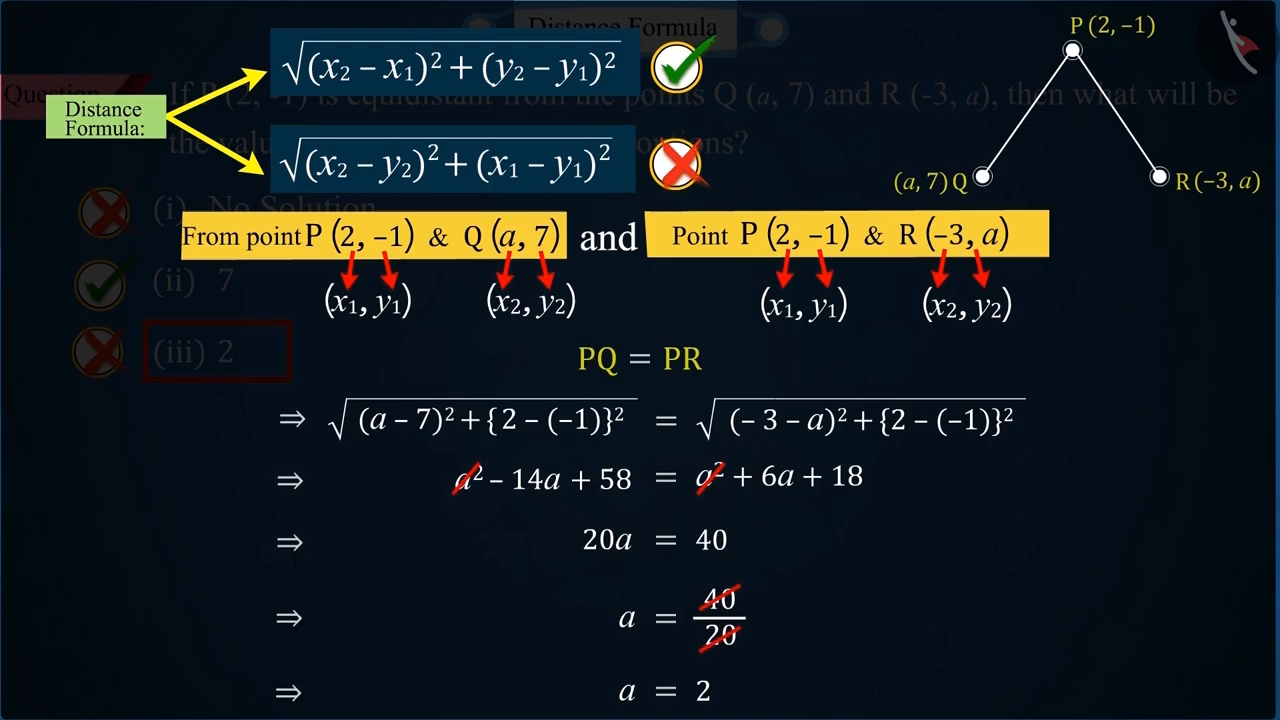 Distance Formula
P (2, –1)
√(x₂ – x₁)² + (y₂ – y₁)²
Question
If P (2, -1) is equidistant from the points Q (a, 7) and R (-3, a), then what will be
Distance
Formula:
the options?
√(x₂ – y₂)² + (x₁ – y₁)²
(a, 7) Q
R (–3, a)
(i) No Solution
From point P (2, –1) & Q (a, 7) and Point P (2, –1) & R (–3, a)
(ii) 7
(x₁, y₁) (x₂, y₂) (x₁, y₁) (x₂, y₂)
(iii) 2
PQ = PR
⇒ √(a – 7)² + {2 – (–1)}² = √(– 3 – a)² + {2 – (–1)}²
⇒ a² – 14a + 58 = a² + 6a + 18
⇒ 20a = 40
⇒ a = 40/20
⇒ a = 2